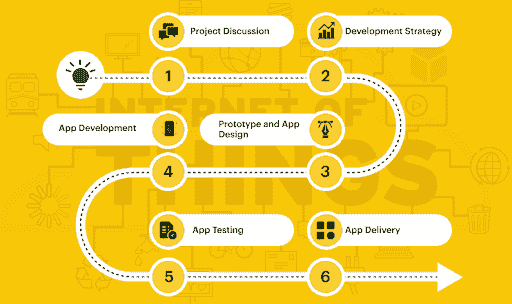 Project Discussion
Development Strategy
1
2
INTERNET OF
THINGS
App Development
Prototype and App
Design
4
3
App Testing
App Delivery
5
6